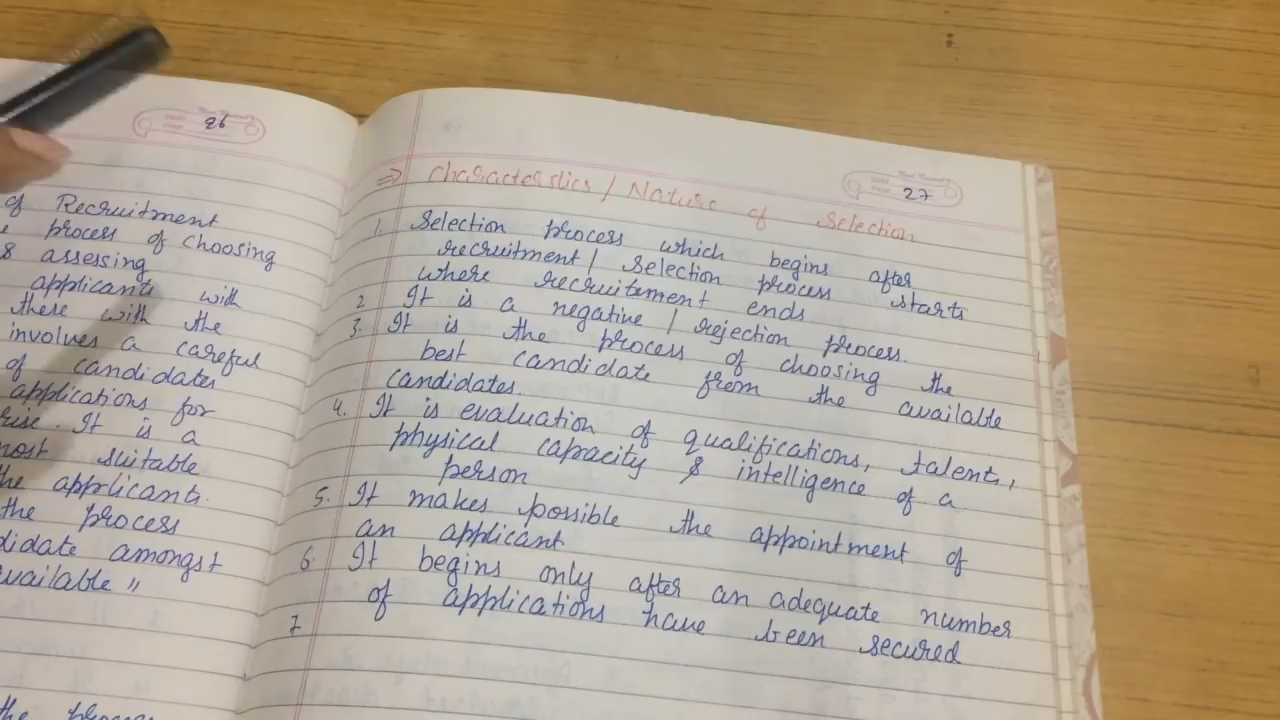 26
of Recruitment
process of choosing
& assessing
applicants with
there with the
involves a careful
of candidates
applications for
rise. It is a
most suitable
the applicants.
the process
didate amongst
vailable "
the process
27
⇒ Characteristics / Nature of Selection
1. Selection process which begins after
recruitment / Selection process starts
where recruitement ends
2 It is a negative / rejection process.
3. It is the process of choosing the
best candidate from the available
candidates.
4. It is evaluation of qualifications, talent,
physical capacity & intelligence of a
person
5. It makes possible the appointment of
an applicant
6. It begins only after an adequate number
of applications have been secured
7